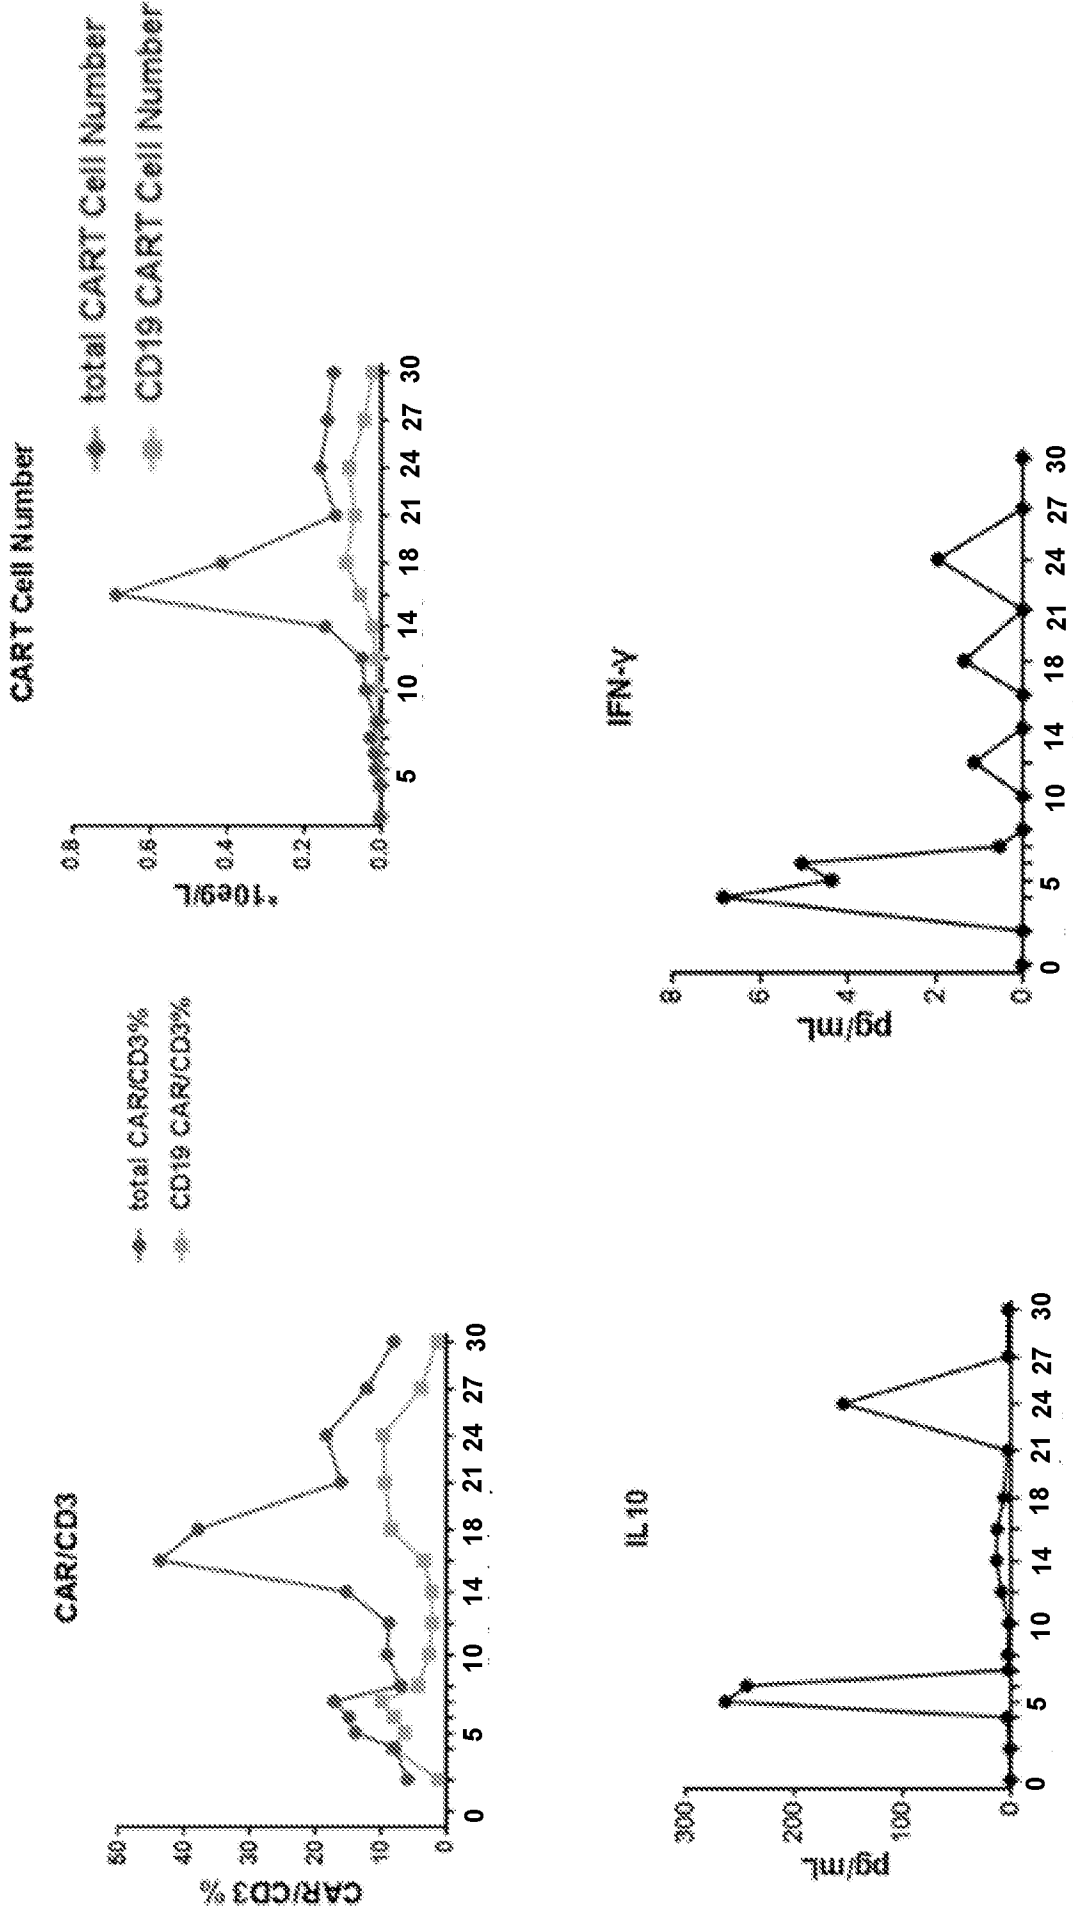 CAR/CD3
total CAR/CD3%
CD19 CAR/CD3%
CAR/CD3 %
50
40
30
20
10
0
0 5 10 14 18 21 24 27 30
CART Cell Number
total CART Cell Number
CD19 CART Cell Number
*10e9/L
0.8
0.6
0.4
0.2
0.0
5 10 14 18 21 24 27 30
IL10
pg/mL
300
200
100
0
0 5 10 14 18 21 24 27 30
IFN-γ
pg/mL
8
6
4
2
0
0 5 10 14 18 21 24 27 30